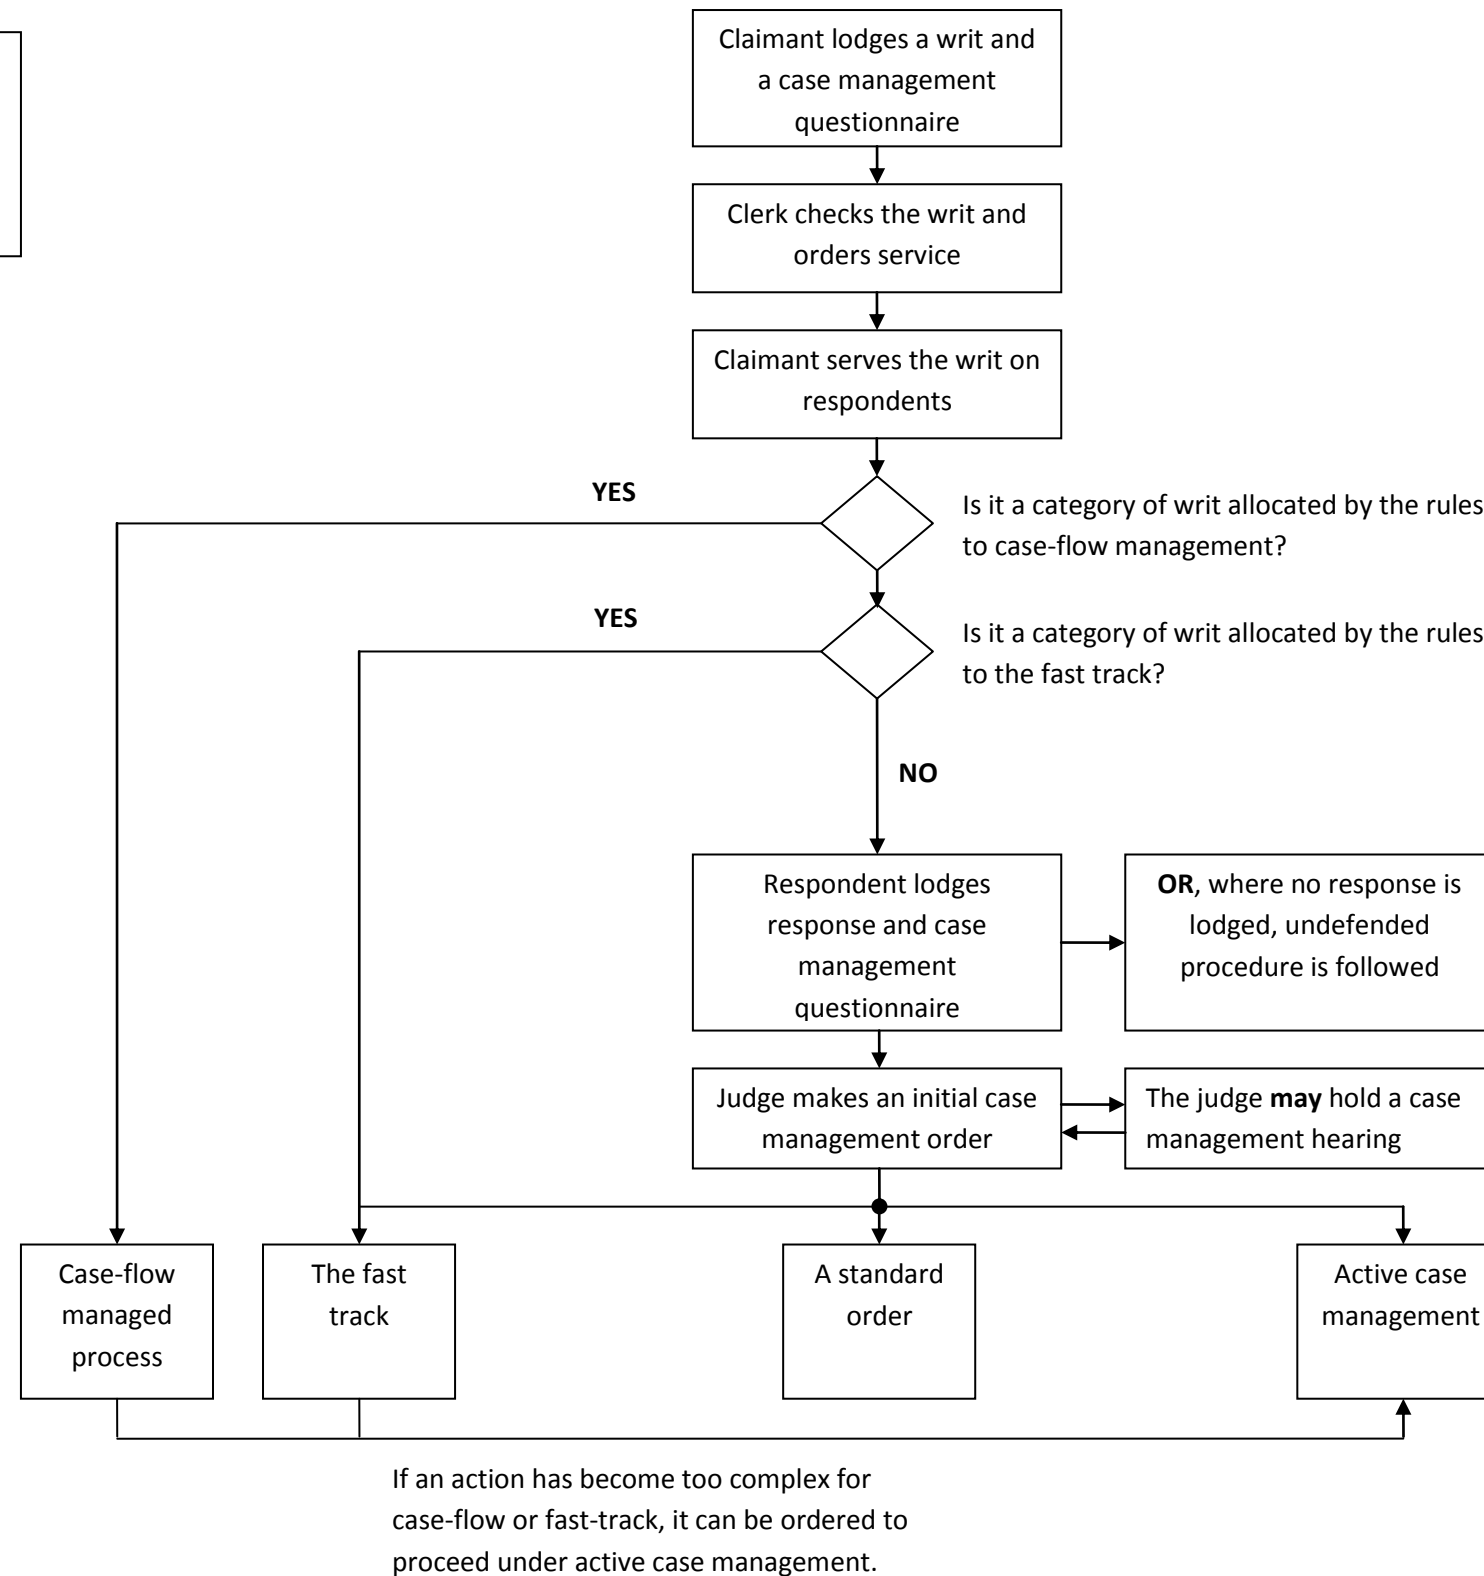 Claimant lodges a writ and
a case management
questionnaire
Clerk checks the writ and
orders service
Claimant serves the writ on
respondents
YES
Is it a category of writ allocated by the rules
to case-flow management?
YES
Is it a category of writ allocated by the rules
to the fast track?
NO
Respondent lodges
response and case
management
questionnaire
OR, where no response is
lodged, undefended
procedure is followed
Judge makes an initial case
management order
The judge may hold a case
management hearing
Case-flow
managed
process
The fast
track
A standard
order
Active case
management
If an action has become too complex for
case-flow or fast-track, it can be ordered to
proceed under active case management.